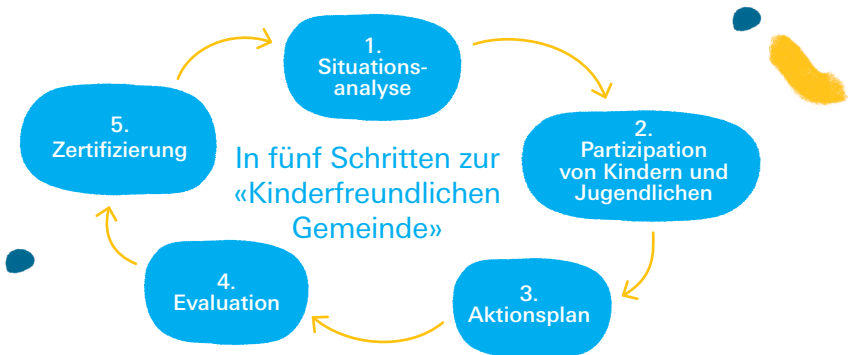 1.
Situations-
analyse
2.
Partizipation
von Kindern und
Jugendlichen
3.
Aktionsplan
4.
Evaluation
5.
Zertifizierung
In fünf Schritten zur
«Kinderfreundlichen
Gemeinde»